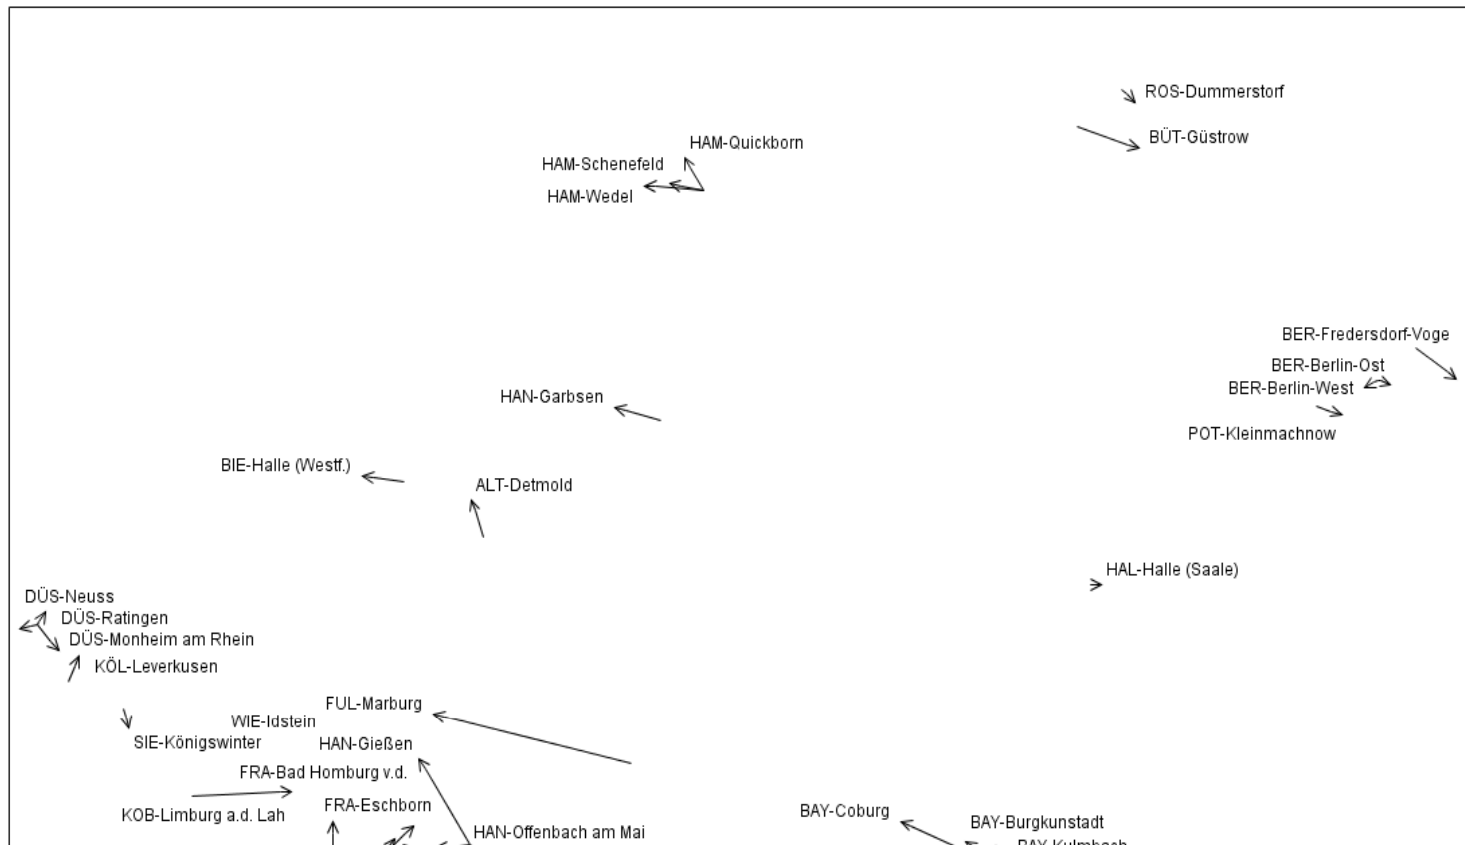 ROS-Dummerstorf
BÜT-Güstrow
HAM-Quickborn
HAM-Schenefeld
HAM-Wedel
BER-Fredersdorf-Voge
BER-Berlin-Ost
BER-Berlin-West
HAN-Garbsen
POT-Kleinmachnow
BIE-Halle (Westf.)
ALT-Detmold
HAL-Halle (Saale)
DÜS-Neuss
DÜS-Ratingen
DÜS-Monheim am Rhein
KÖL-Leverkusen
FUL-Marburg
WIE-Idstein
SIE-Königswinter
HAN-Gießen
FRA-Bad Homburg v.d.
FRA-Eschborn
KOB-Limburg a.d. Lah
BAY-Coburg
BAY-Burgkunstadt
HAN-Offenbach am Mai
BAY-Kulmbach